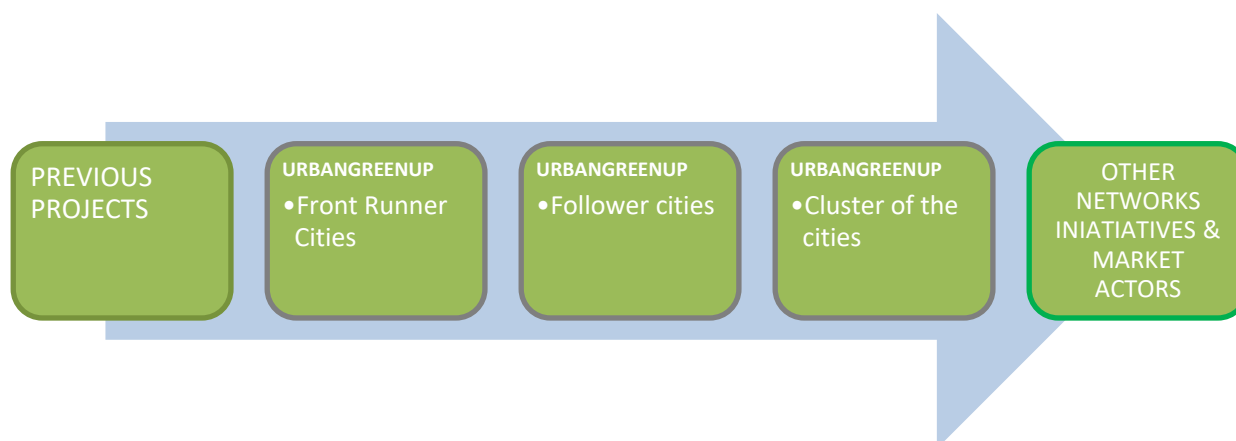 PREVIOUS
PROJECTS
URBANGREENUP
•Front Runner
Cities
URBANGREENUP
•Follower cities
URBANGREENUP
•Cluster of the
cities
OTHER
NETWORKS
INIATIATIVES &
MARKET
ACTORS